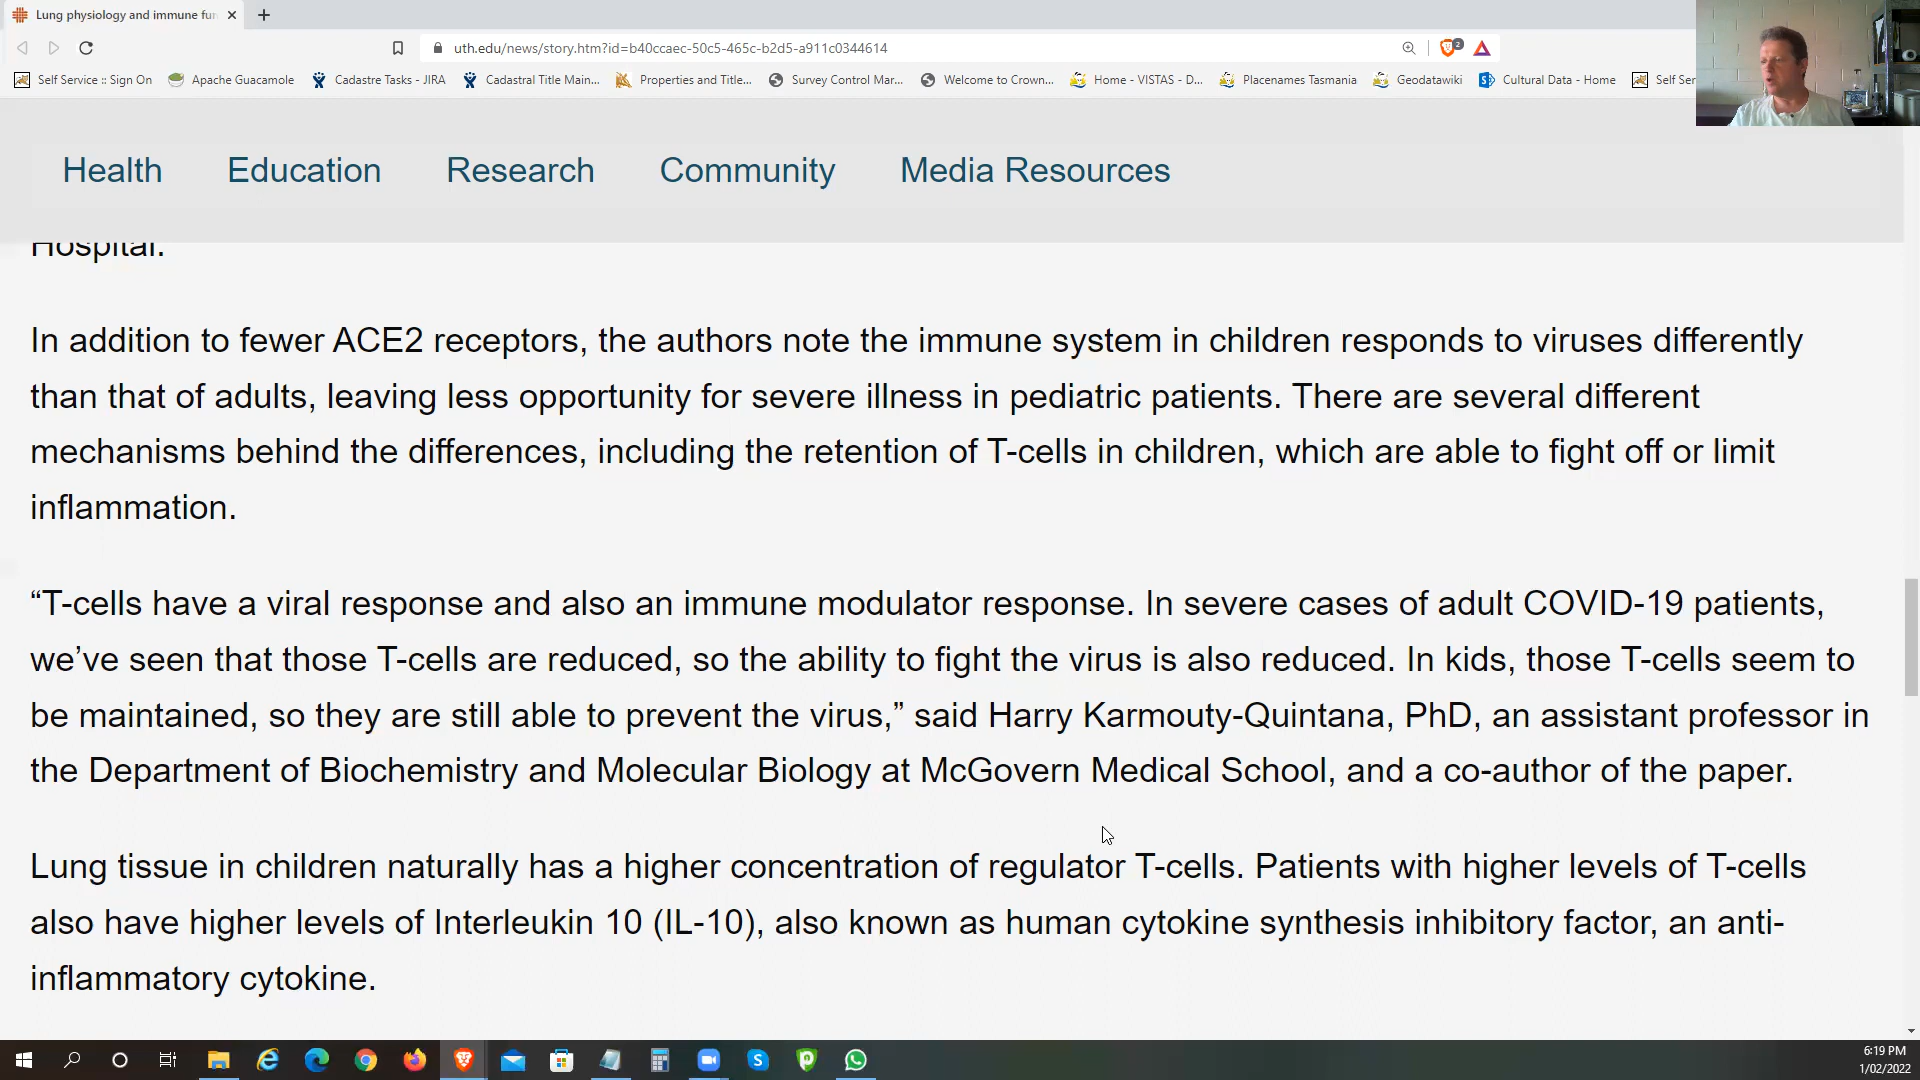 Lung physiology and immune fun
uth.edu/news/story.htm?id=b40ccaec-50c5-465c-b2d5-a911c0344614
2
Self Service :: Sign On Apache Guacamole Cadastre Tasks - JIRA Cadastral Title Main... Properties and Title... Survey Control Mar... Welcome to Crown... Home - VISTAS - D... Placenames Tasmania Geodatawiki Cultural Data - Home Self Ser
Health Education Research Community Media Resources
Hospital.
In addition to fewer ACE2 receptors, the authors note the immune system in children responds to viruses differently
than that of adults, leaving less opportunity for severe illness in pediatric patients. There are several different
mechanisms behind the differences, including the retention of T-cells in children, which are able to fight off or limit
inflammation.
“T-cells have a viral response and also an immune modulator response. In severe cases of adult COVID-19 patients,
we’ve seen that those T-cells are reduced, so the ability to fight the virus is also reduced. In kids, those T-cells seem to
be maintained, so they are still able to prevent the virus,” said Harry Karmouty-Quintana, PhD, an assistant professor in
the Department of Biochemistry and Molecular Biology at McGovern Medical School, and a co-author of the paper.
Lung tissue in children naturally has a higher concentration of regulator T-cells. Patients with higher levels of T-cells
also have higher levels of Interleukin 10 (IL-10), also known as human cytokine synthesis inhibitory factor, an anti-
inflammatory cytokine.
6:19 PM
1/02/2022